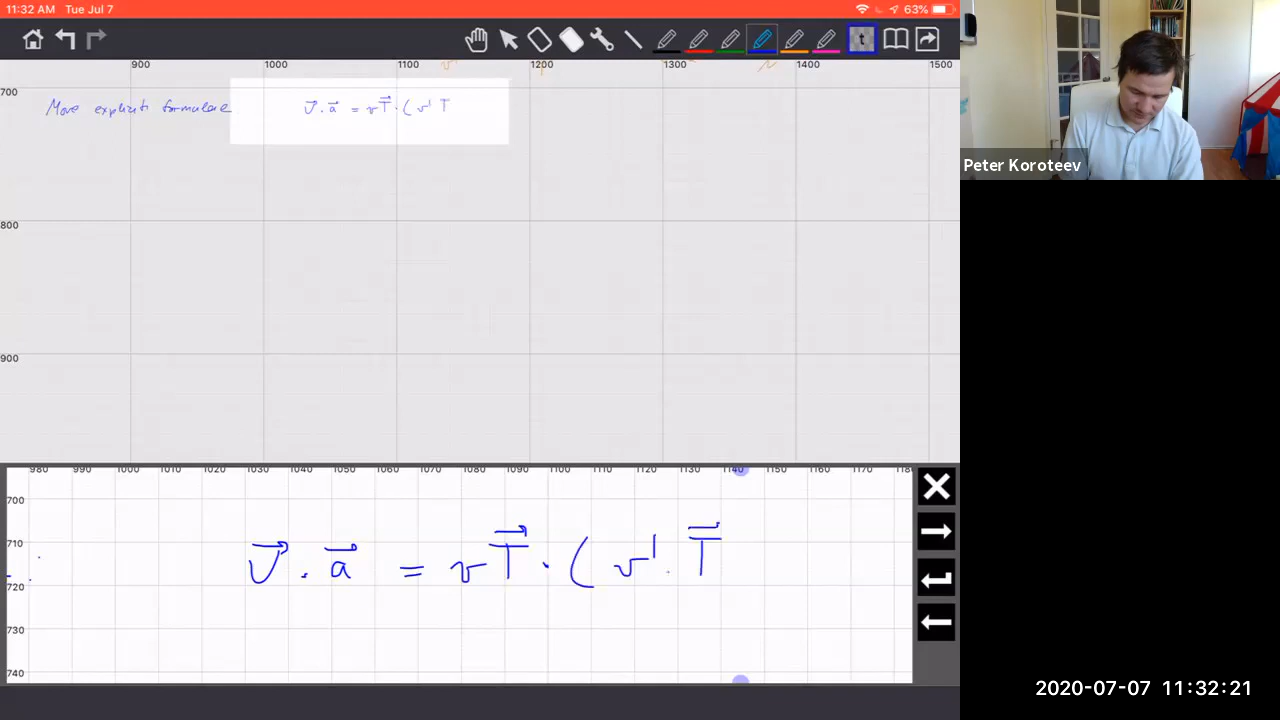 11:32 AM Tue Jul 7 63%
t
900 1000 1100 1200 1300 1400 1500
700
More explicit formulae v⃗ · a⃗ = v T⃗ · ( v' T
800
900
Peter Koroteev
980 990 1000 1010 1020 1030 1040 1050 1060 1070 1080 1090 1100 1110 1120 1130 1140 1150 1160 1170 118
700
710
v⃗ · a⃗ = v T⃗ · ( v' T⃗
720
730
740
2020-07-07 11:32:21